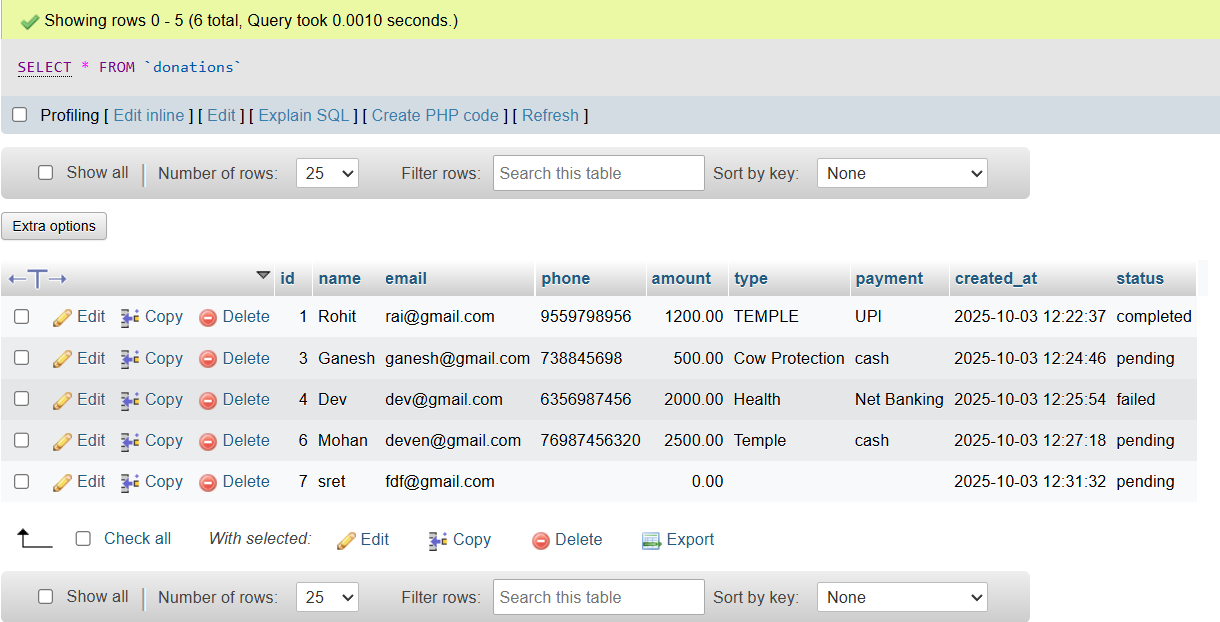 Showing rows 0 - 5 (6 total, Query took 0.0010 seconds.)
SELECT * FROM `donations`
Profiling [ Edit inline ] [ Edit ] [ Explain SQL ] [ Create PHP code ] [ Refresh ]
Show all Number of rows: 25 Filter rows: Search this table Sort by key: None
Extra options
id name email phone amount type payment created_at status
Edit Copy Delete 1 Rohit rai@gmail.com 9559798956 1200.00 TEMPLE UPI 2025-10-03 12:22:37 completed
Edit Copy Delete 3 Ganesh ganesh@gmail.com 738845698 500.00 Cow Protection cash 2025-10-03 12:24:46 pending
Edit Copy Delete 4 Dev dev@gmail.com 6356987456 2000.00 Health Net Banking 2025-10-03 12:25:54 failed
Edit Copy Delete 6 Mohan deven@gmail.com 76987456320 2500.00 Temple cash 2025-10-03 12:27:18 pending
Edit Copy Delete 7 sret fdf@gmail.com 0.00 2025-10-03 12:31:32 pending
Check all With selected: Edit Copy Delete Export
Show all Number of rows: 25 Filter rows: Search this table Sort by key: None